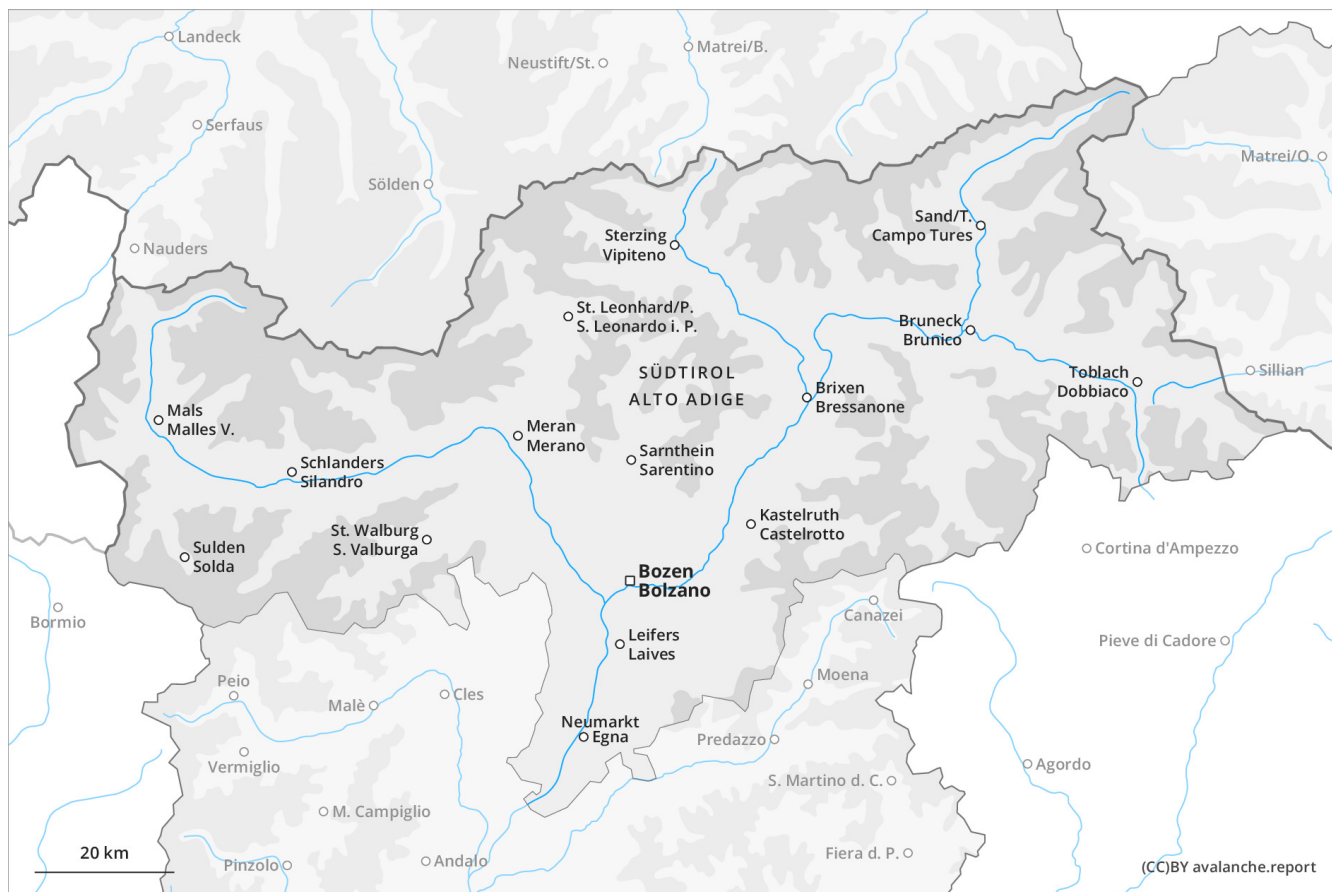 Landeck
Matrei/B.
Neustift/St.
Serfaus
Matrei/O.
Sölden
Sand/T.
Campo Tures
Sterzing
Vipiteno
Nauders
St. Leonhard/P.
S. Leonardo i. P.
Bruneck
Brunico
SÜDTIROL
ALTO ADIGE
Toblach
Dobbiaco
Sillian
Brixen
Bressanone
Mals
Malles V.
Meran
Merano
Schlanders
Silandro
Sarnthein
Sarentino
Kastelruth
Castelrotto
St. Walburg
S. Valburga
Sulden
Solda
Cortina d'Ampezzo
Bozen
Bolzano
Bormio
Canazei
Leifers
Laives
Pieve di Cadore
Peio
Moena
Cles
Malè
Neumarkt
Egna
Predazzo
Vermiglio
Agordo
S. Martino d. C.
M. Campiglio
20 km
Pinzolo
Andalo
Fiera d. P.
(CC)BY avalanche.report